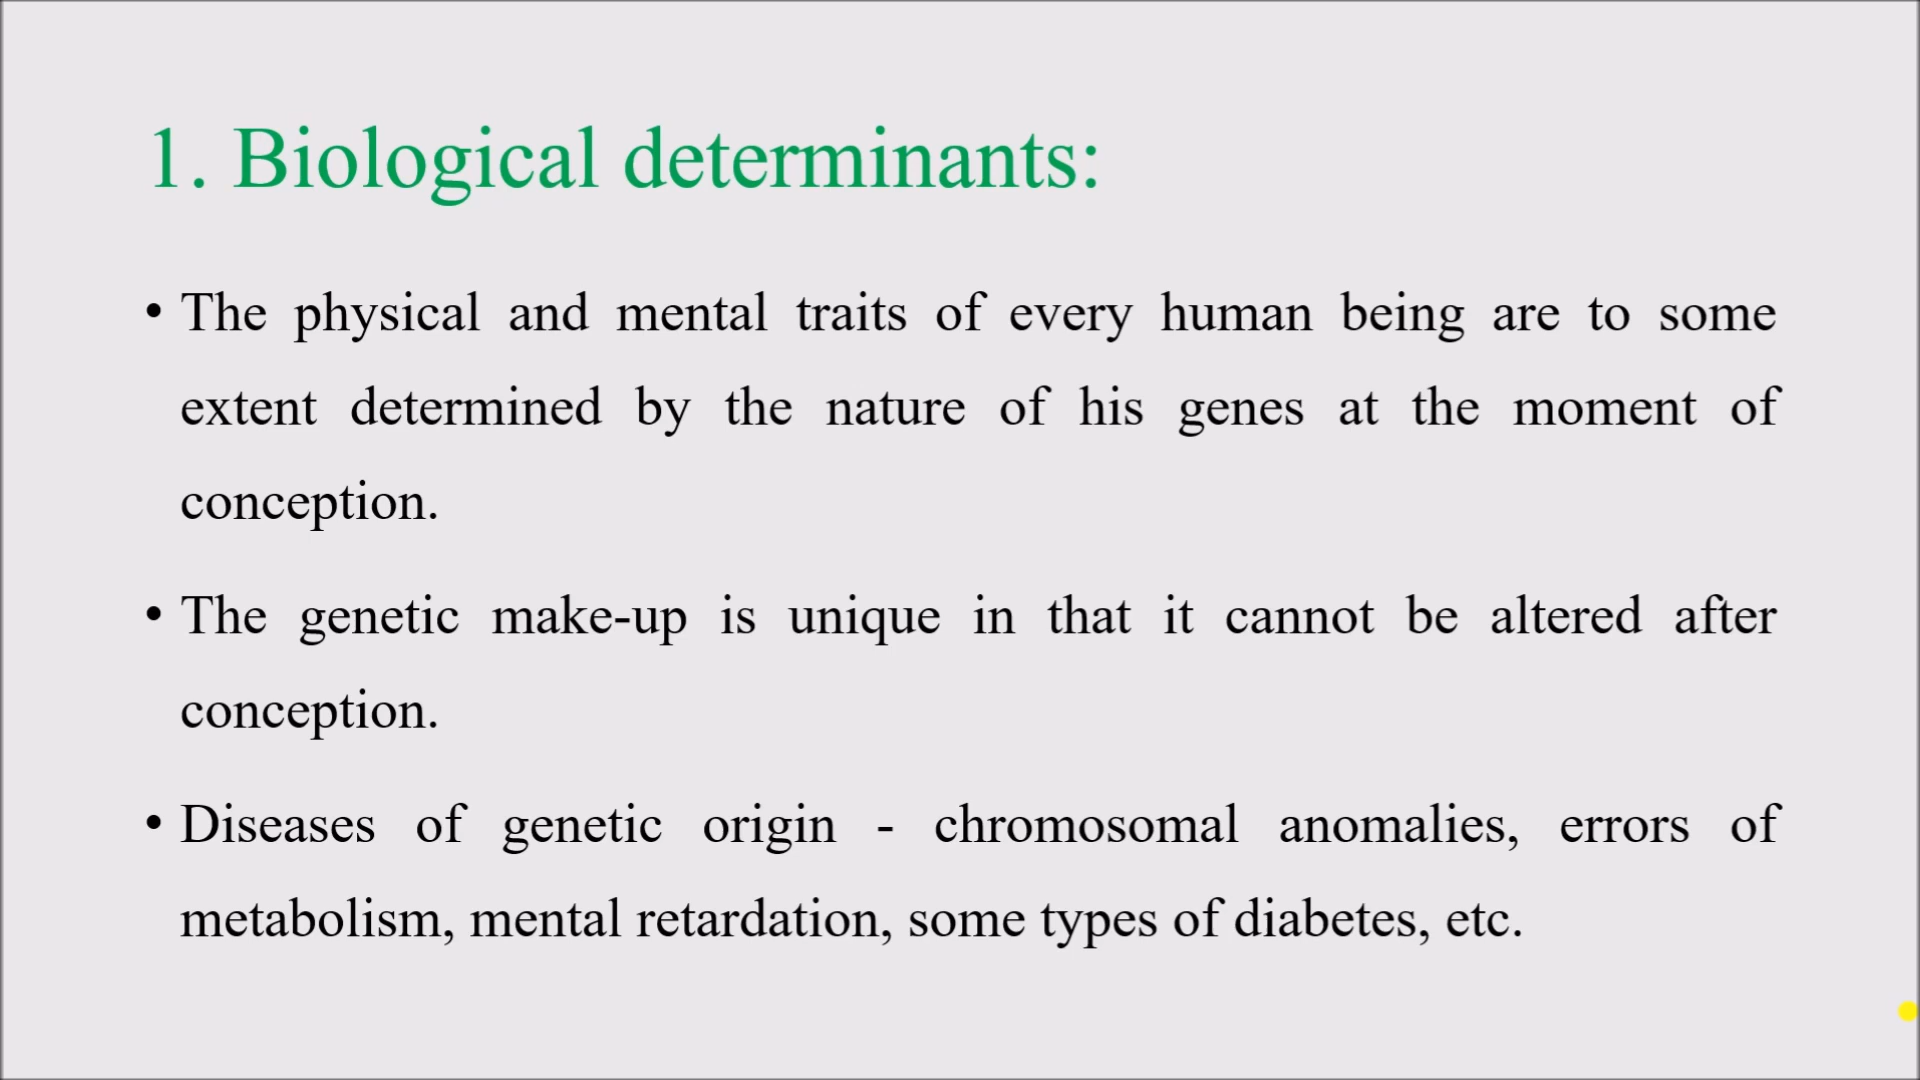 1. Biological determinants:
• The physical and mental traits of every human being are to some
extent determined by the nature of his genes at the moment of
conception.
• The genetic make-up is unique in that it cannot be altered after
conception.
• Diseases of genetic origin - chromosomal anomalies, errors of
metabolism, mental retardation, some types of diabetes, etc.